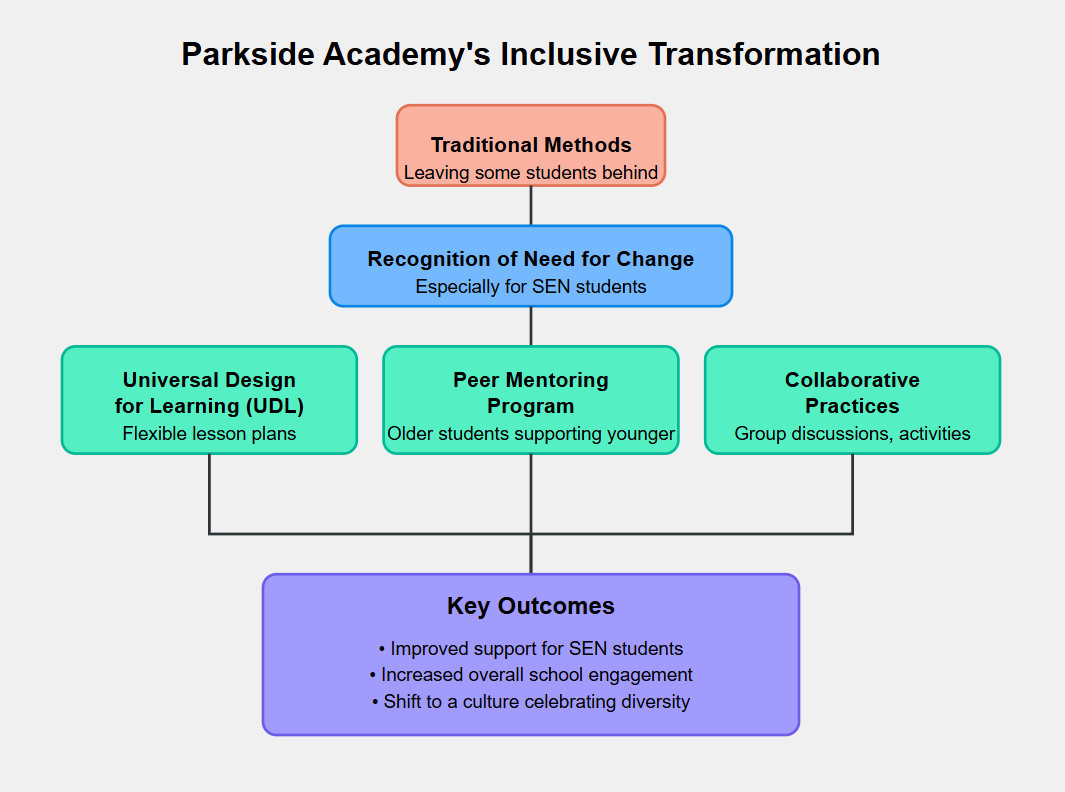 Parkside Academy's Inclusive Transformation
Traditional Methods
Leaving some students behind
Recognition of Need for Change
Especially for SEN students
Universal Design
for Learning (UDL)
Flexible lesson plans
Peer Mentoring
Program
Older students supporting younger
Collaborative
Practices
Group discussions, activities
Key Outcomes
• Improved support for SEN students
• Increased overall school engagement
• Shift to a culture celebrating diversity